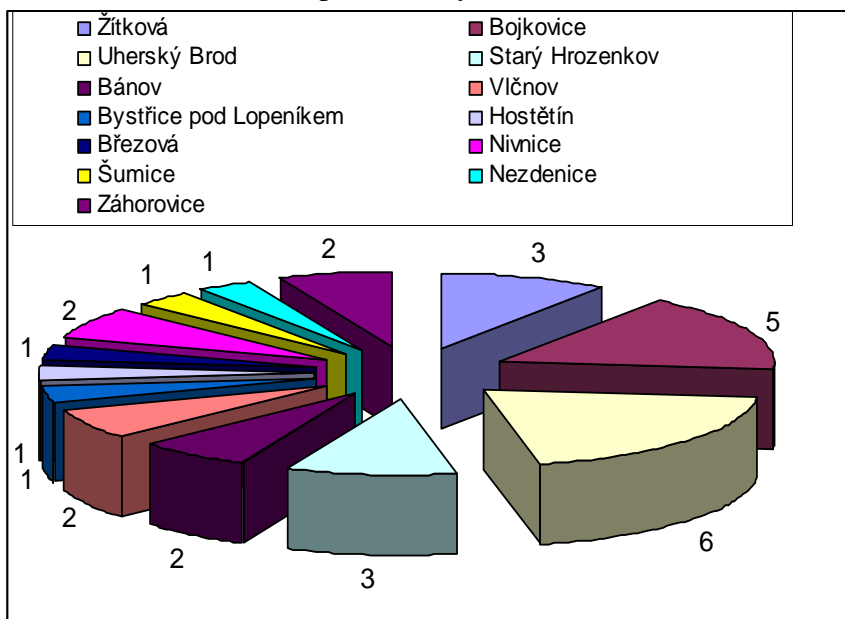 Žítková Bojkovice
Uherský Brod Starý Hrozenkov
Bánov Vlčnov
Bystřice pod Lopeníkem Hostětín
Březová Nivnice
Šumice Nezdenice
Záhorovice
2 3
1 1
2 5
1
1
1
2 6
2 3